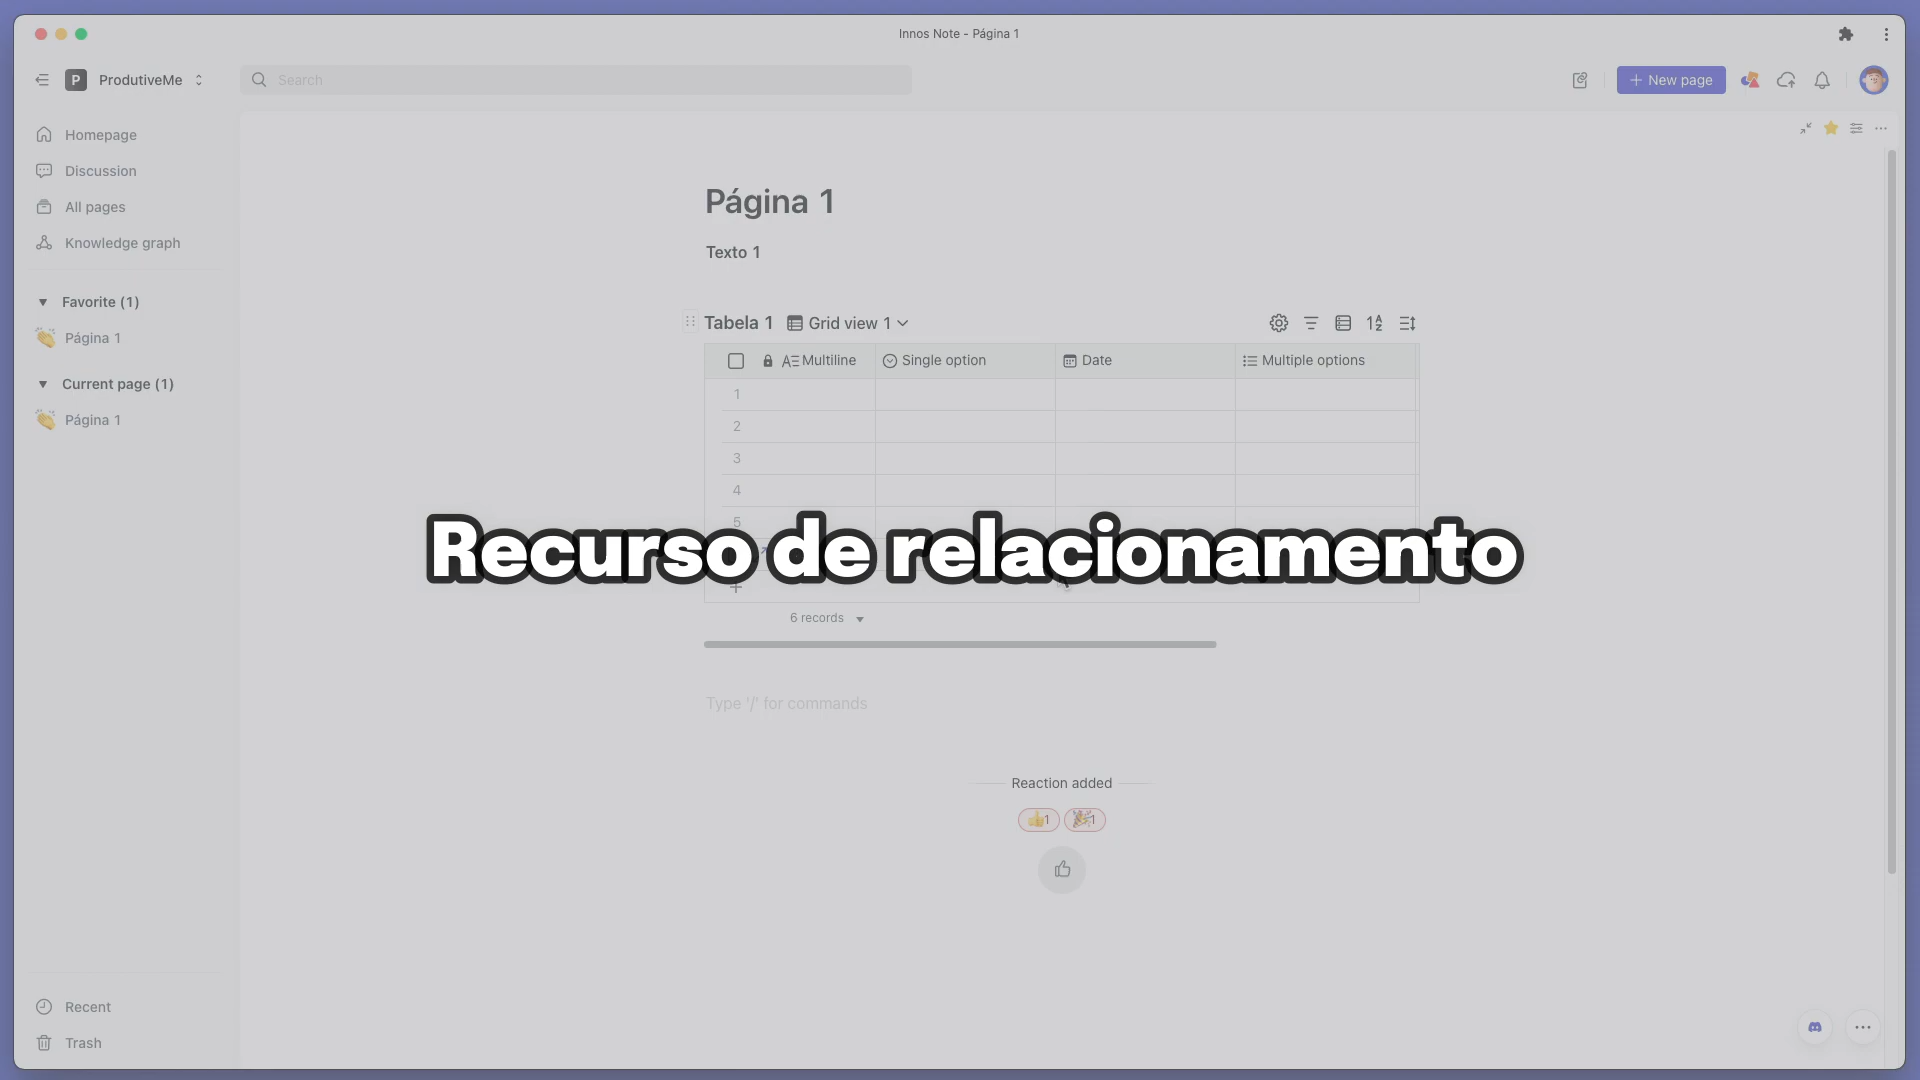 Innos Note - Página 1
P ProdutiveMe
Search
New page
Homepage
Discussion
All pages
Knowledge graph
Favorite (1)
Página 1
Current page (1)
Página 1
Página 1
Texto 1
Tabela 1 Grid view 1
Multiline Single option Date Multiple options
1
2
3
4
5
Recurso de relacionamento
6 records
Type '/' for commands
Reaction added
1 1
Recent
Trash